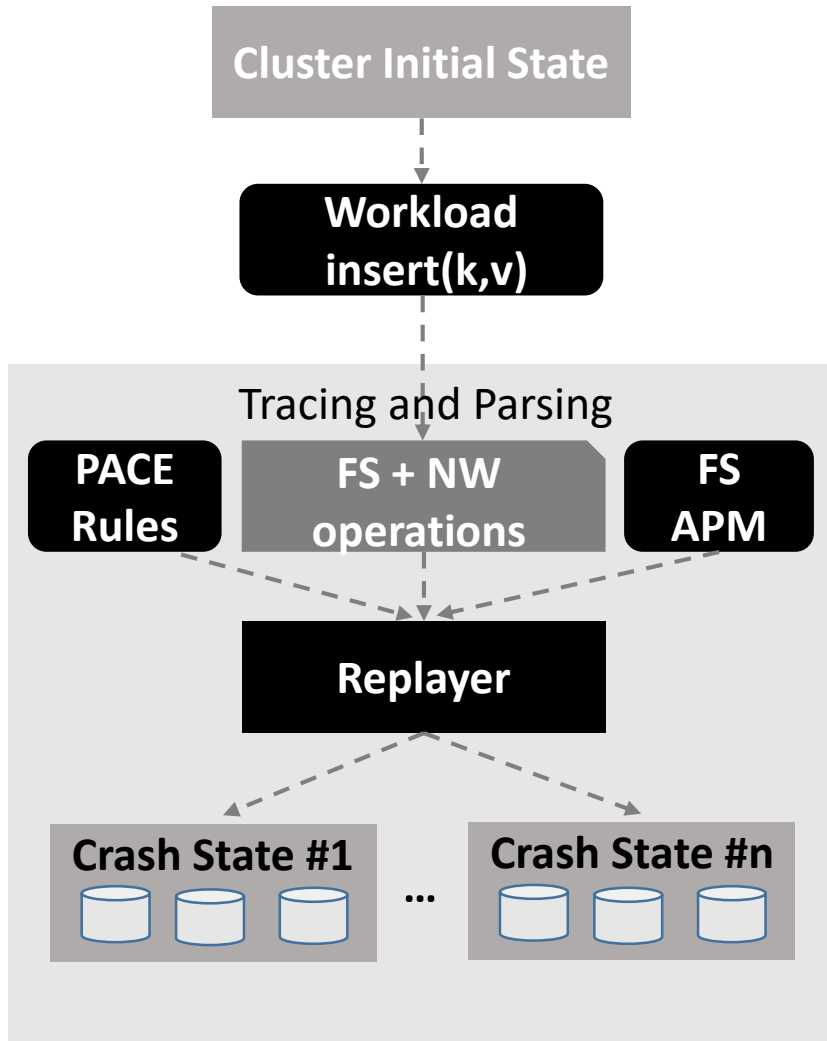 Cluster Initial State
Workload
insert(k,v)
Tracing and Parsing
PACE
Rules
FS + NW
operations
FS
APM
Replayer
Crash State #1
...
Crash State #n